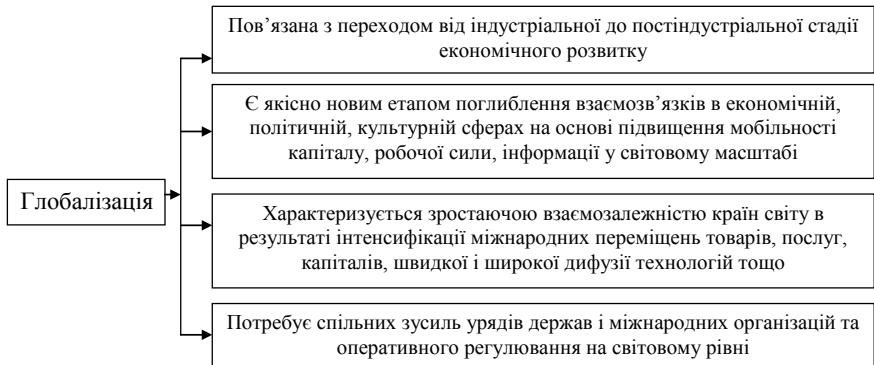 Пов’язана з переходом від індустріальної до постіндустріальної стадії
економічного розвитку
Є якісно новим етапом поглиблення взаємозв’язків в економічній,
політичній, культурній сферах на основі підвищення мобільності
капіталу, робочої сили, інформації у світовому масштабі
Глобалізація
Характеризується зростаючою взаємозалежністю країн світу в
результаті інтенсифікації міжнародних переміщень товарів, послуг,
капіталів, швидкої і широкої дифузії технологій тощо
Потребує спільних зусиль урядів держав і міжнародних організацій та
оперативного регулювання на світовому рівні